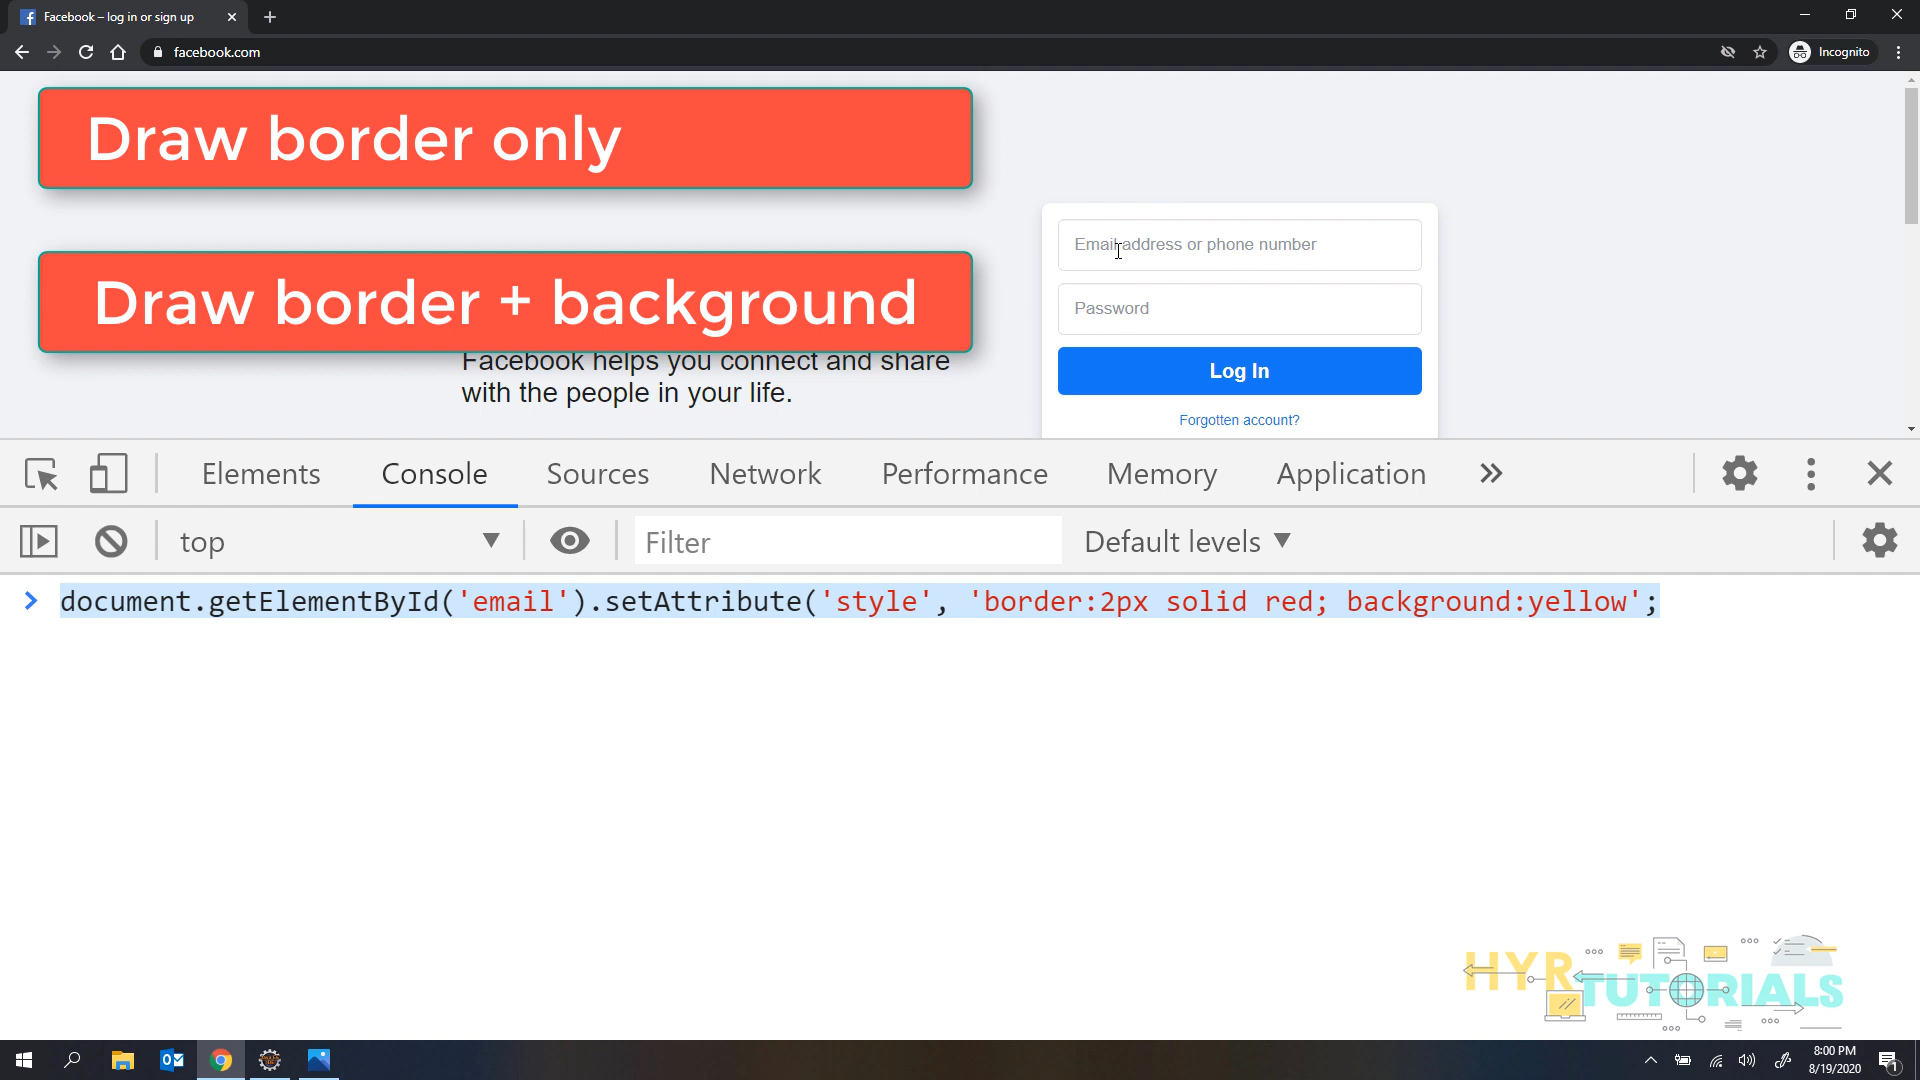 Facebook – log in or sign up
facebook.com
Incognito
Draw border only
Draw border + background
Facebook helps you connect and share
with the people in your life.
Email address or phone number
Password
Log In
Forgotten account?
Elements Console Sources Network Performance Memory Application
top Filter Default levels
document.getElementById('email').setAttribute('style', 'border:2px solid red; background:yellow';
HYR
TUTORIALS
8:00 PM
8/19/2020
1